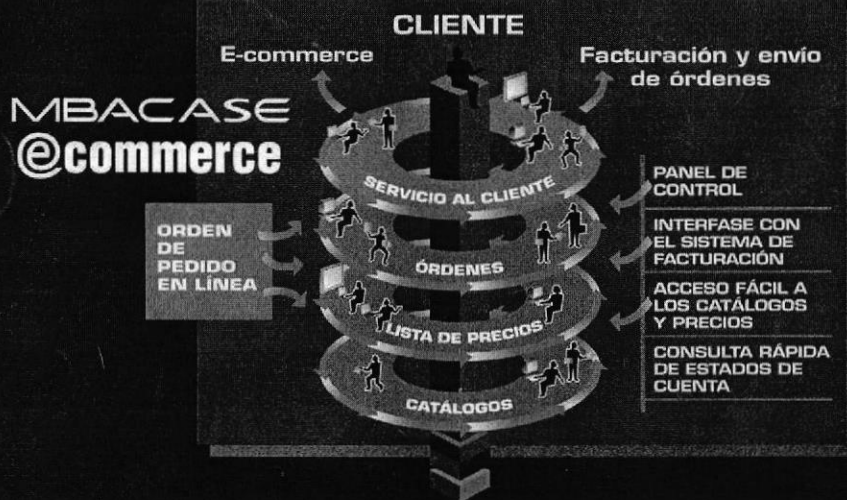 CLIENTE
E-commerce
Facturación y envío
de órdenes
MBACASE
@commerce
SERVICIO AL CLIENTE
ÓRDENES
LISTA DE PRECIOS
CATÁLOGOS
ORDEN
DE
PEDIDO
EN LÍNEA
PANEL DE
CONTROL
INTERFASE CON
EL SISTEMA DE
FACTURACIÓN
ACCESO FÁCIL A
LOS CATÁLOGOS
Y PRECIOS
CONSULTA RÁPIDA
DE ESTADOS DE
CUENTA